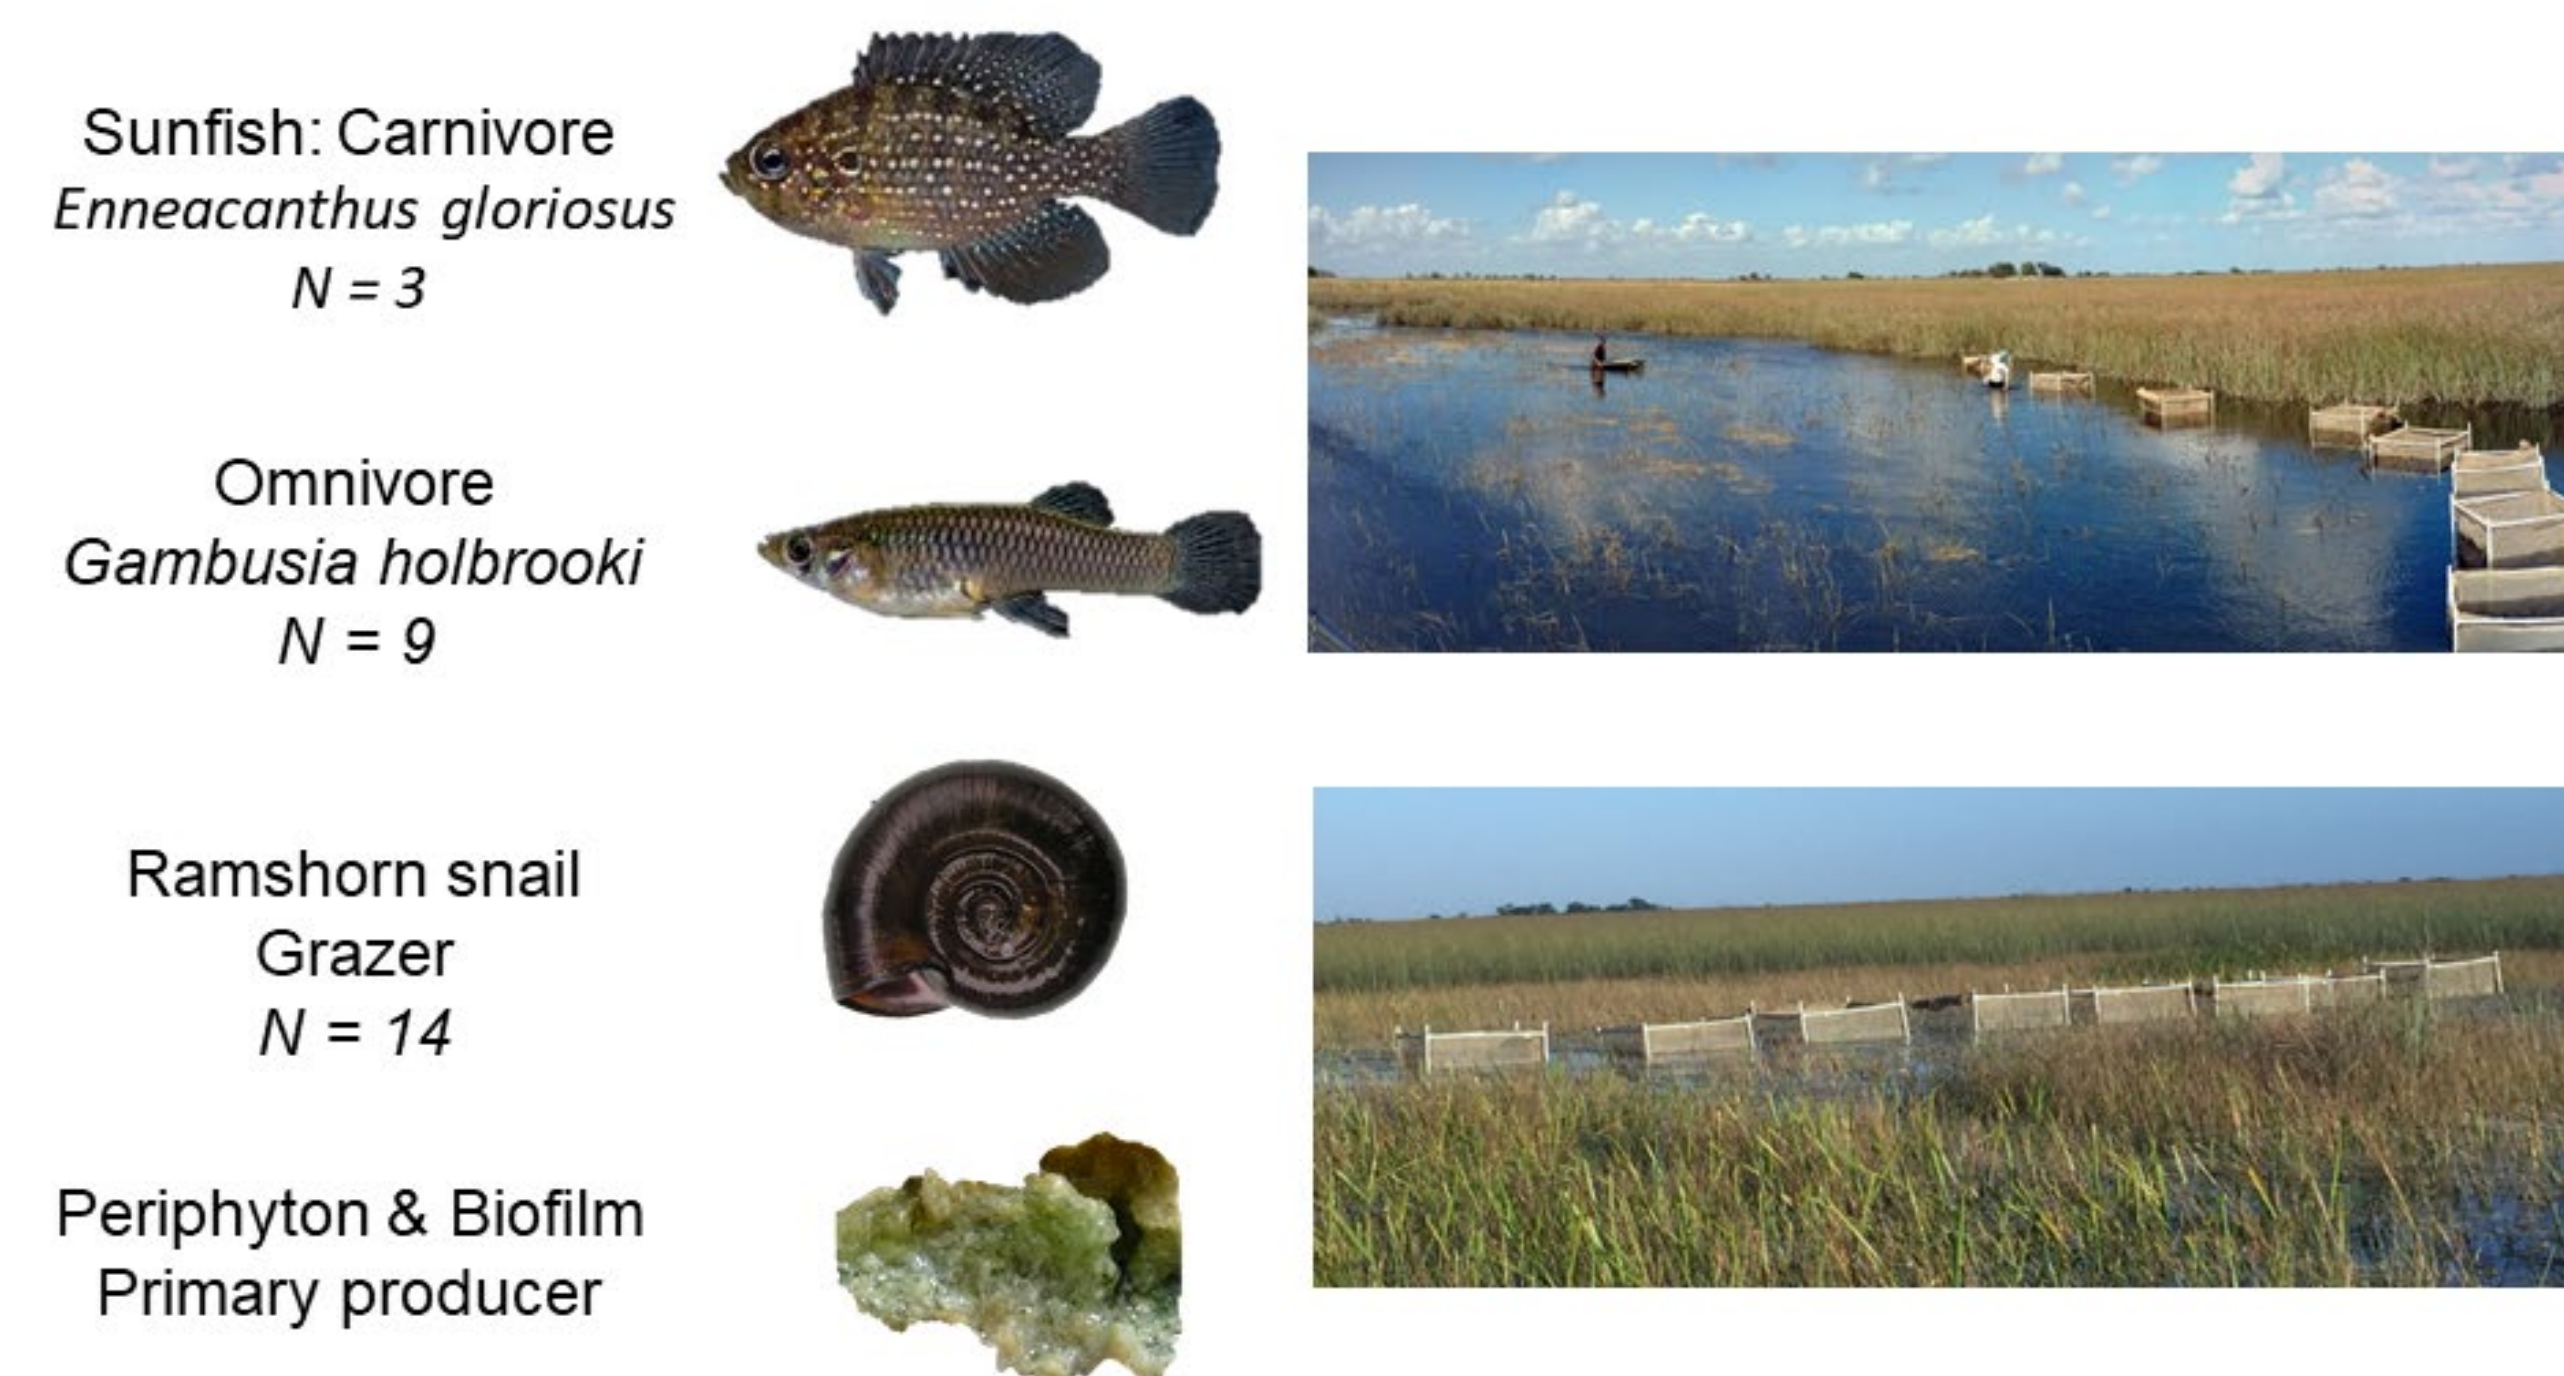 Sunfish: Carnivore
Enneacanthus gloriosus
N = 3
Omnivore
Gambusia holbrooki
N = 9
Ramshorn snail
Grazer
N = 14
Periphyton & Biofilm
Primary producer